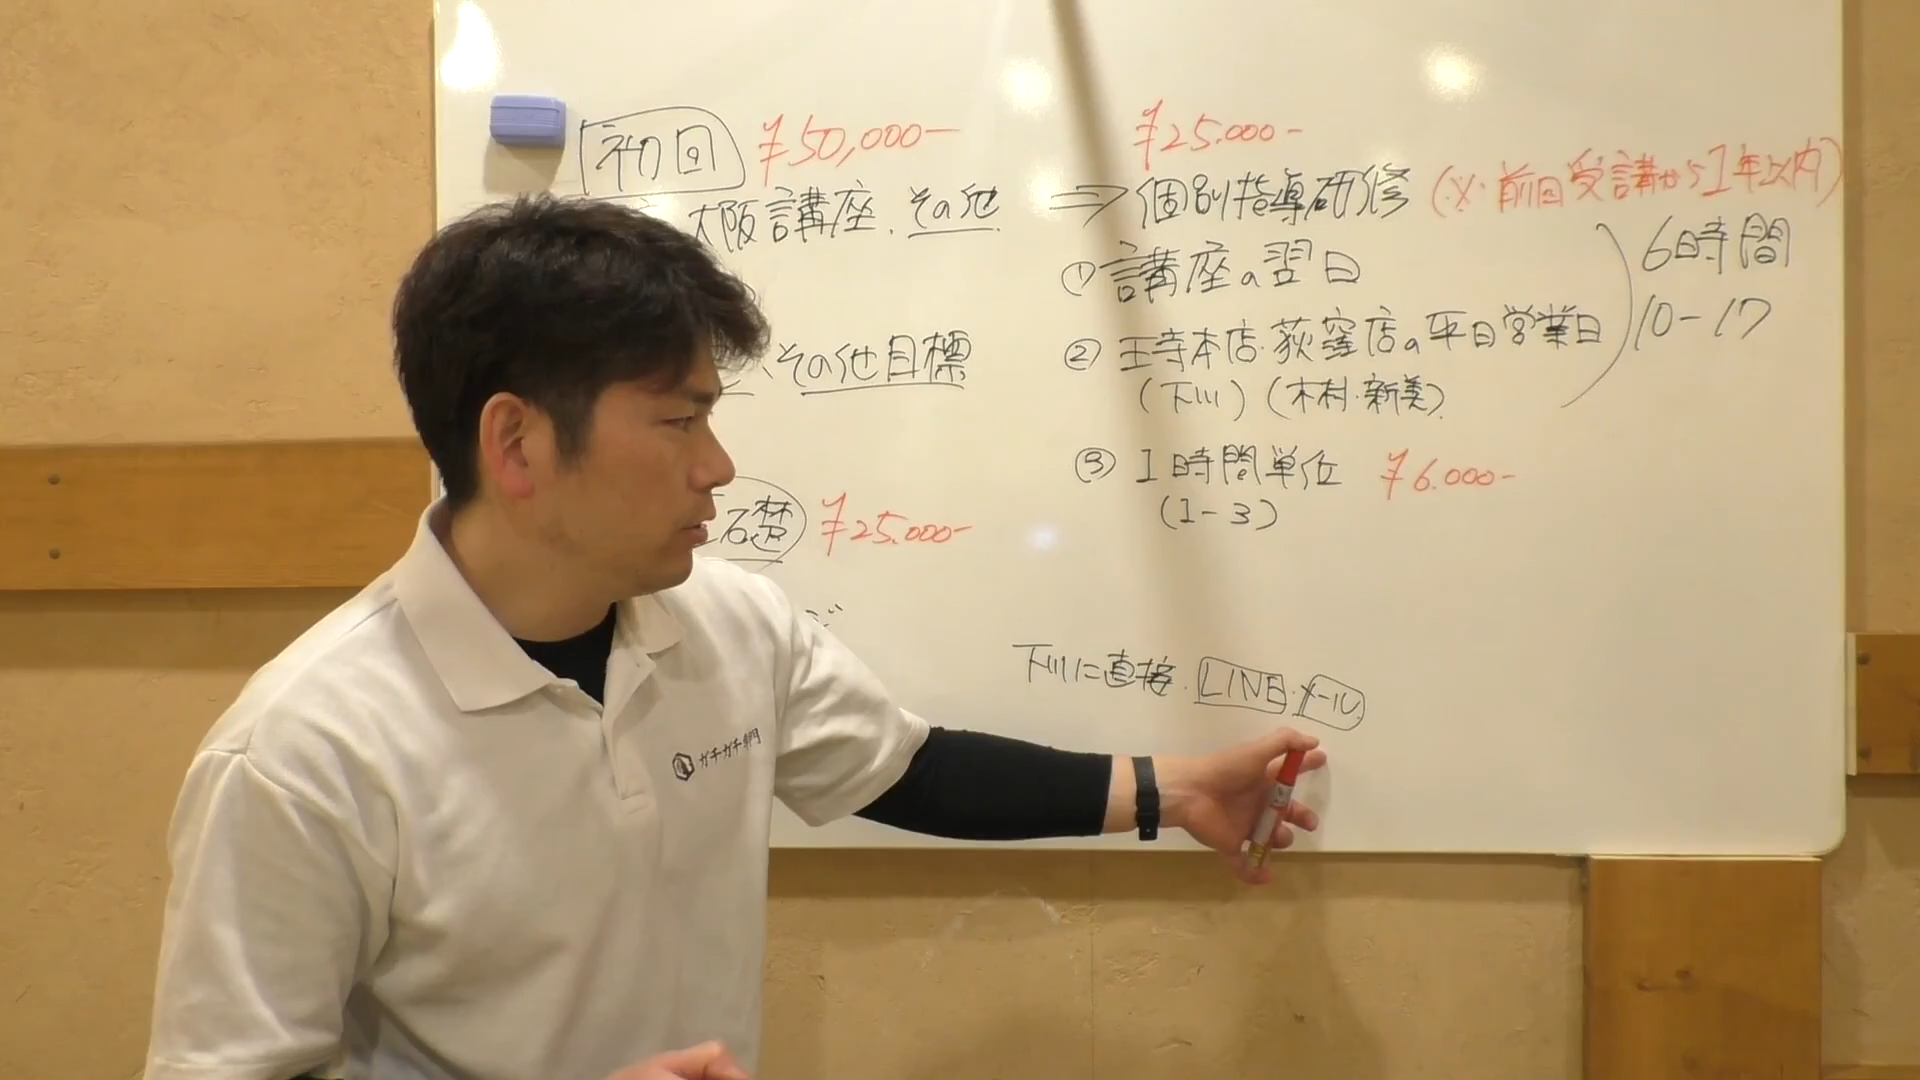 初回 ¥50,000-
大阪講座、その他
その他目標
礎 ¥25.000-
¥25.000-
⇒個別指導研修 (※前回受講から1年以内)
①講座の翌日
②王寺本店・荻窪店の平日営業日
(下川) (木村・新美)
6時間
10-17
③1時間単位 ¥6.000-
(1-3)
下川に直接.LINE・メール
ガチガチ専門